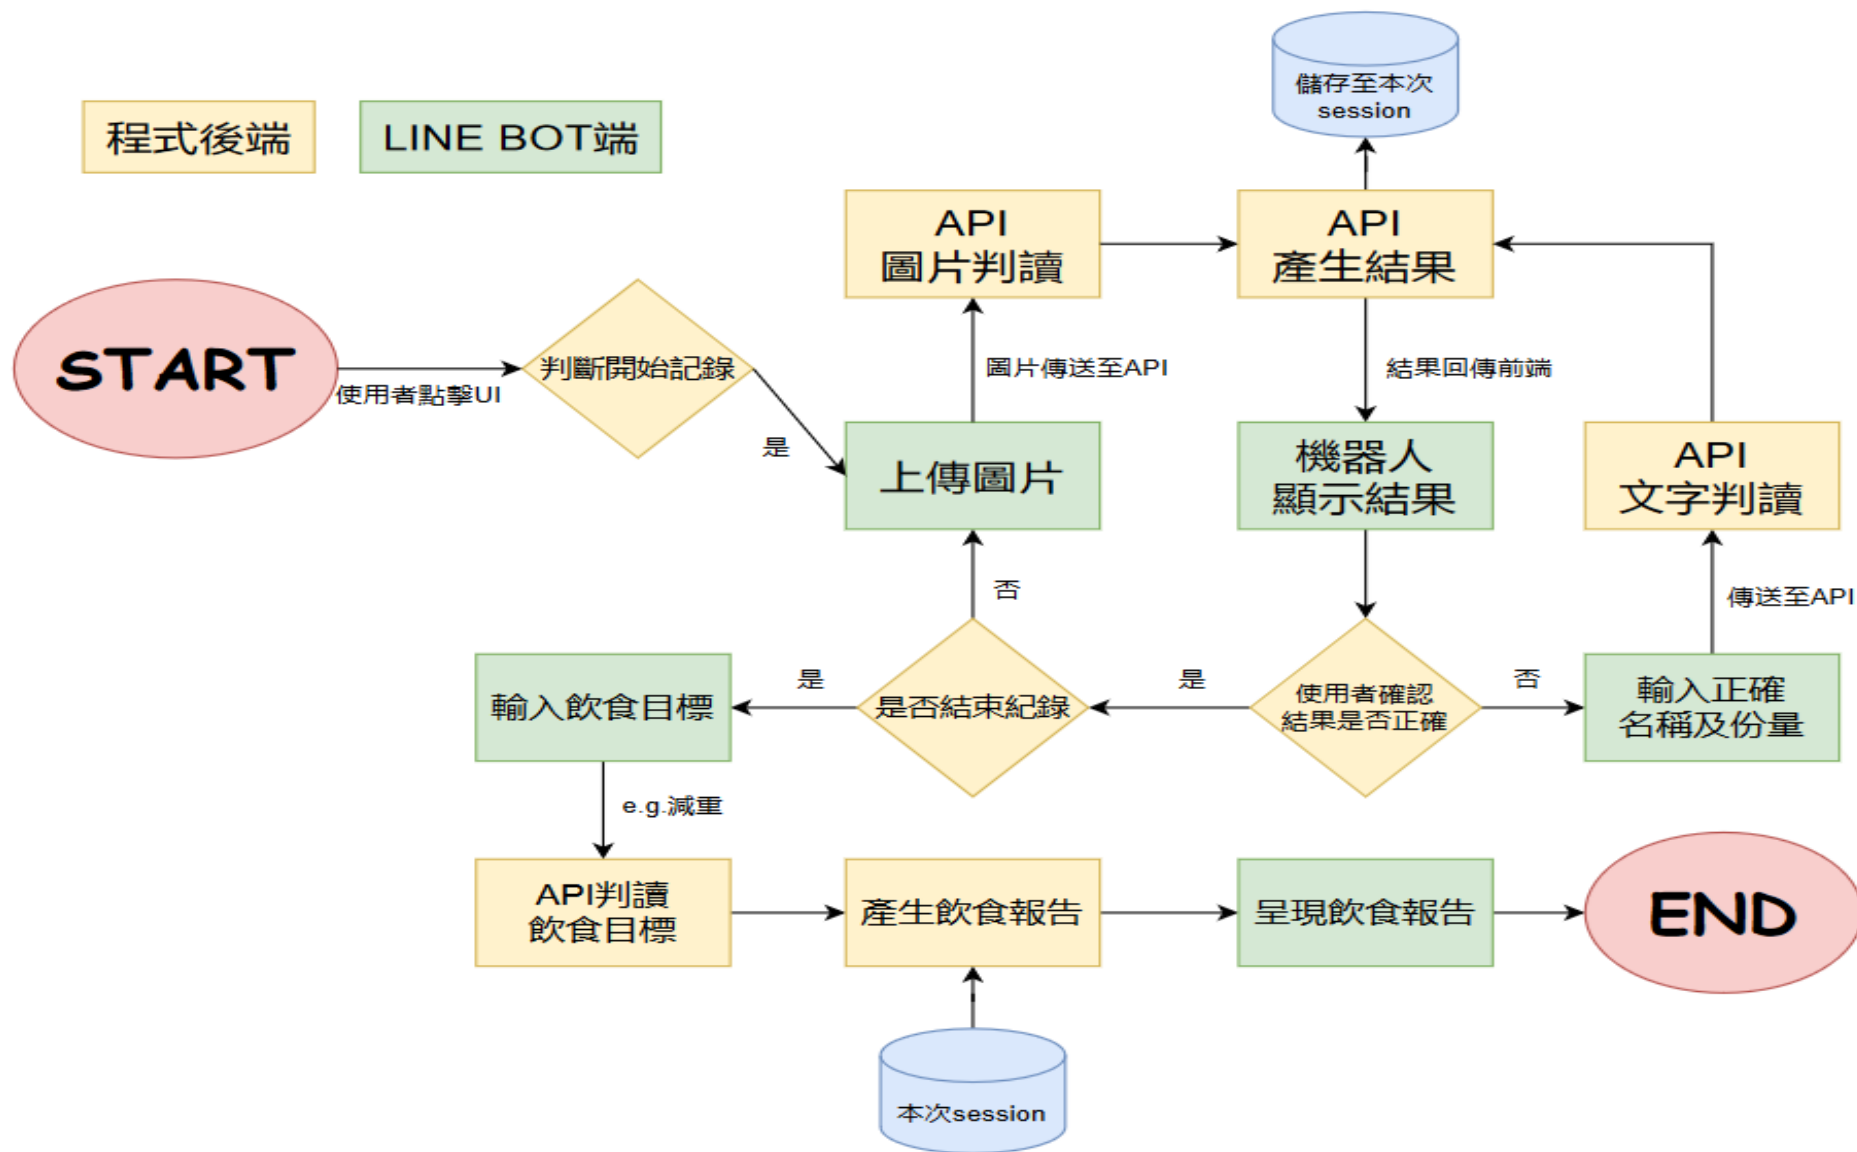 儲存至本次
session
程式後端
LINE BOT端
API
圖片判讀
API
產生結果
START
使用者點擊UI
判斷開始記錄
是
圖片傳送至API
結果回傳前端
上傳圖片
機器人
顯示結果
API
文字判讀
否
傳送至API
輸入飲食目標
是
是否結束紀錄
是
使用者確認
結果是否正確
否
輸入正確
名稱及份量
e.g.減重
API判讀
飲食目標
產生飲食報告
呈現飲食報告
END
本次session